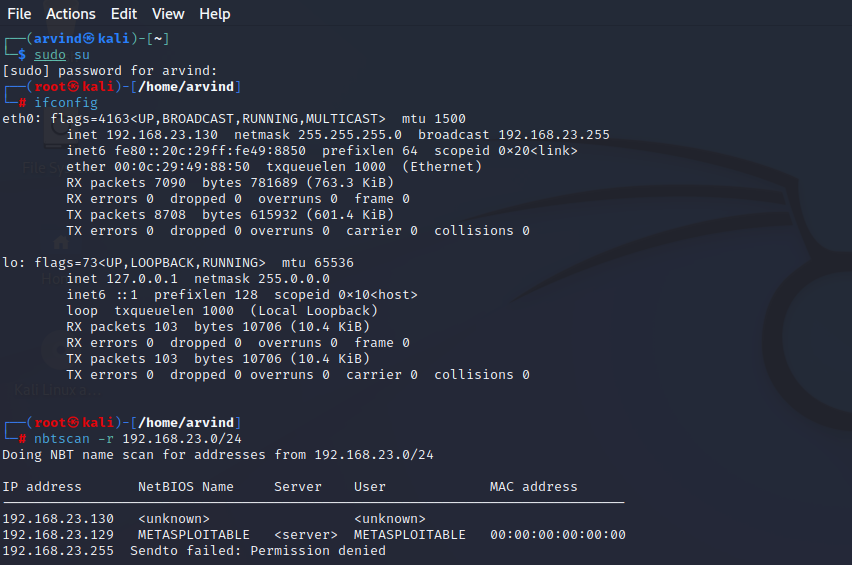 File Actions Edit View Help
┌──(arvind㉿kali)-[~]
└─$ sudo su
[sudo] password for arvind:
┌──(root㉿kali)-[/home/arvind]
└─# ifconfig
eth0: flags=4163<UP,BROADCAST,RUNNING,MULTICAST>  mtu 1500
        inet 192.168.23.130  netmask 255.255.255.0  broadcast 192.168.23.255
        inet6 fe80::20c:29ff:fe49:8850  prefixlen 64  scopeid 0×20<link>
        ether 00:0c:29:49:88:50  txqueuelen 1000  (Ethernet)
        RX packets 7090  bytes 781689 (763.3 KiB)
        RX errors 0  dropped 0  overruns 0  frame 0
        TX packets 8708  bytes 615932 (601.4 KiB)
        TX errors 0  dropped 0 overruns 0  carrier 0  collisions 0
lo: flags=73<UP,LOOPBACK,RUNNING>  mtu 65536
        inet 127.0.0.1  netmask 255.0.0.0
        inet6 ::1  prefixlen 128  scopeid 0×10<host>
        loop  txqueuelen 1000  (Local Loopback)
        RX packets 103  bytes 10706 (10.4 KiB)
        RX errors 0  dropped 0  overruns 0  frame 0
        TX packets 103  bytes 10706 (10.4 KiB)
        TX errors 0  dropped 0 overruns 0  carrier 0  collisions 0
┌──(root㉿kali)-[/home/arvind]
└─# nbtscan -r 192.168.23.0/24
Doing NBT name scan for addresses from 192.168.23.0/24
IP address       NetBIOS Name     Server    User             MAC address
192.168.23.130   <unknown>                  <unknown>
192.168.23.129   METASPLOITABLE   <server>  METASPLOITABLE   00:00:00:00:00:00
192.168.23.255  Sendto failed: Permission denied